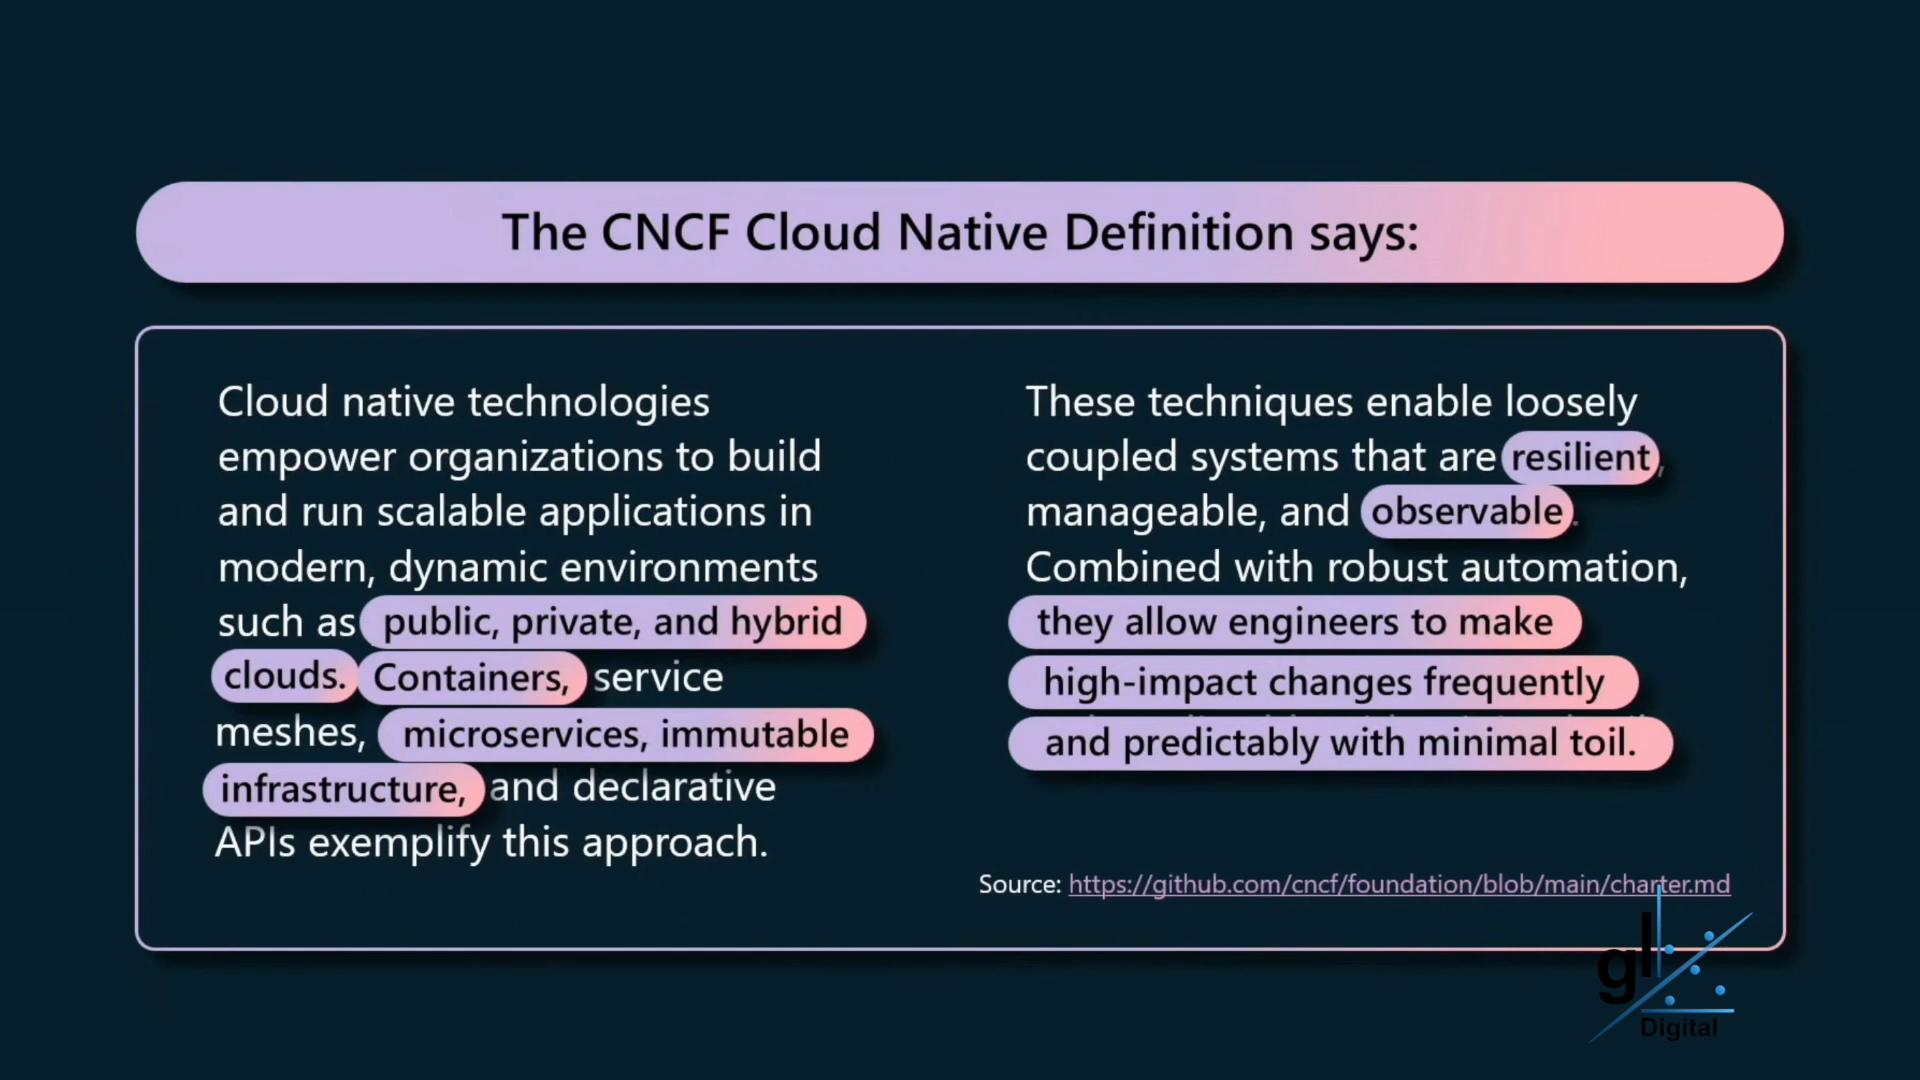 The CNCF Cloud Native Definition says:
Cloud native technologies
empower organizations to build
and run scalable applications in
modern, dynamic environments
such as public, private, and hybrid
clouds. Containers, service
meshes, microservices, immutable
infrastructure, and declarative
APIs exemplify this approach.
These techniques enable loosely
coupled systems that are resilient,
manageable, and observable.
Combined with robust automation,
they allow engineers to make
high-impact changes frequently
and predictably with minimal toil.
Source: https://github.com/cncf/foundation/blob/main/charter.md
gl
Digital